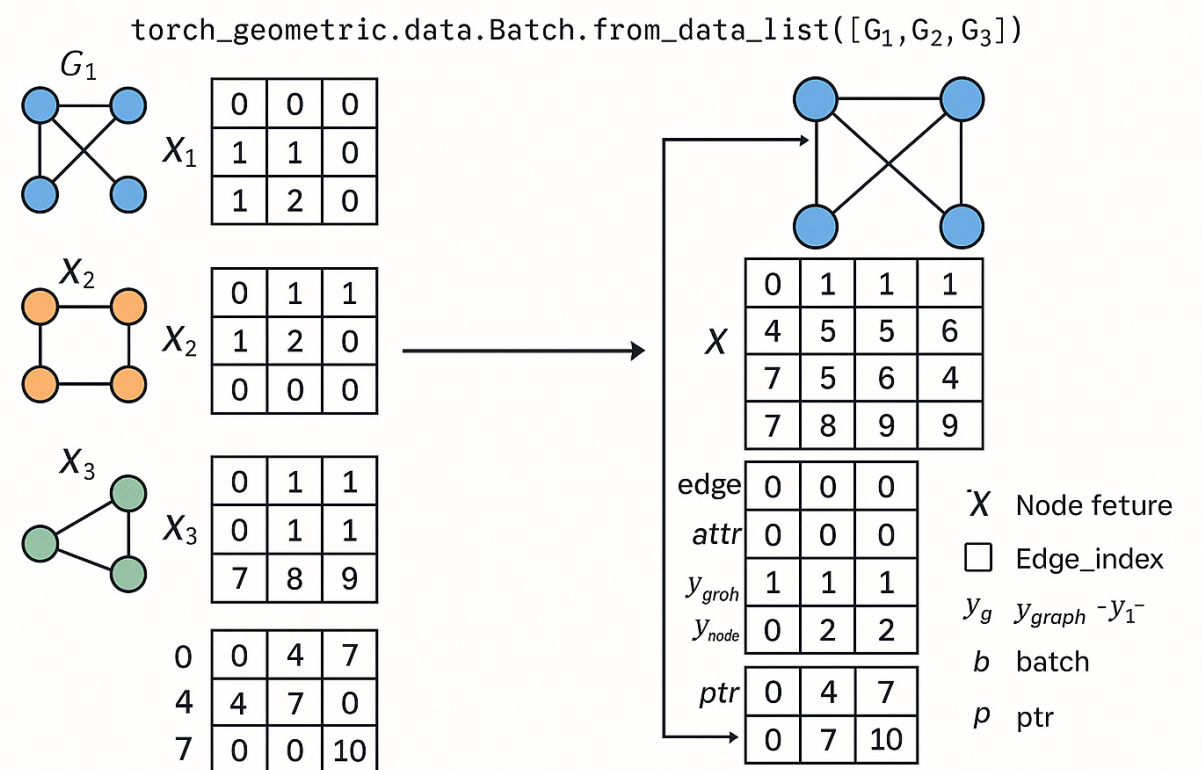 torch_geometric.data.Batch.from_data_list([G₁,G₂,G₃])
G₁
X₁
0 0 0
1 1 0
1 2 0
X₂
X₂
0 1 1
1 2 0
0 0 0
X₃
X₃
0 1 1
0 1 1
7 8 9
0 0 4 7
4 4 7 0
7 0 0 10
X
0 1 1 1
4 5 5 6
7 5 6 4
7 8 9 9
edge 0 0 0
attr 0 0 0
y_groh 1 1 1
y_node 0 2 2
ptr 0 4 7
0 7 10
X Node feture
Edge_index
y_g y_graph -y₁-
b batch
p ptr